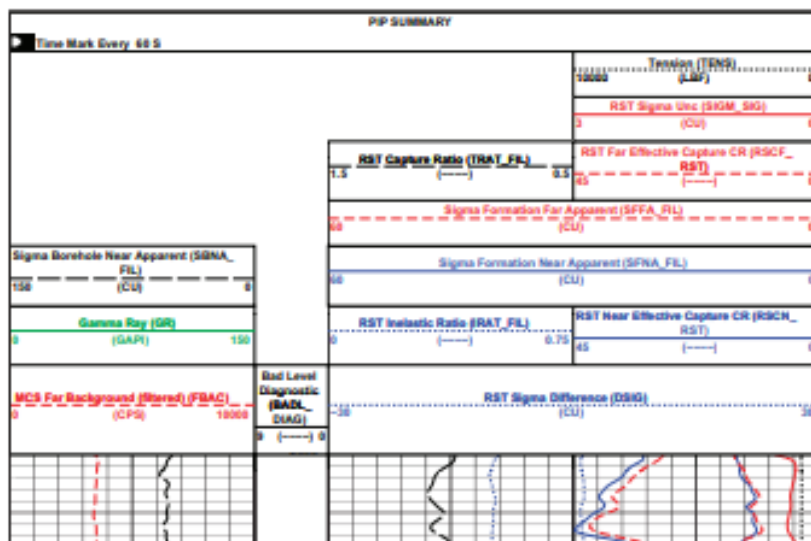 PIP SUMMARY
Time Mark Every 60 S
Tension (TENS)
10000 (LBF)
RST Sigma Unc (SIGM_SIG)
3 (CU)
RST Capture Ratio (TRAT_FIL)
1.5 (----) 0.5
RST Far Effective Capture CR (RSCF_
RST)
45 (----)
Sigma Formation Far Apparent (SFFA_FIL)
60 (CU)
Sigma Borehole Near Apparent (SBNA_
FIL)
150 (CU) 0
Sigma Formation Near Apparent (SFNA_FIL)
60 (CU)
Gamma Ray (GR)
0 (GAPI) 150
RST Inelastic Ratio (IRAT_FIL)
0 (----) 0.75
RST Near Effective Capture CR (RSCN_
RST)
45 (----)
MCS Far Background (filtered) (FBAC)
0 (CPS) 10000
Bad Level
Diagnostic
(BADL_
DIAG)
(----) 0
RST Sigma Difference (DSIG)
-30 (CU) 30